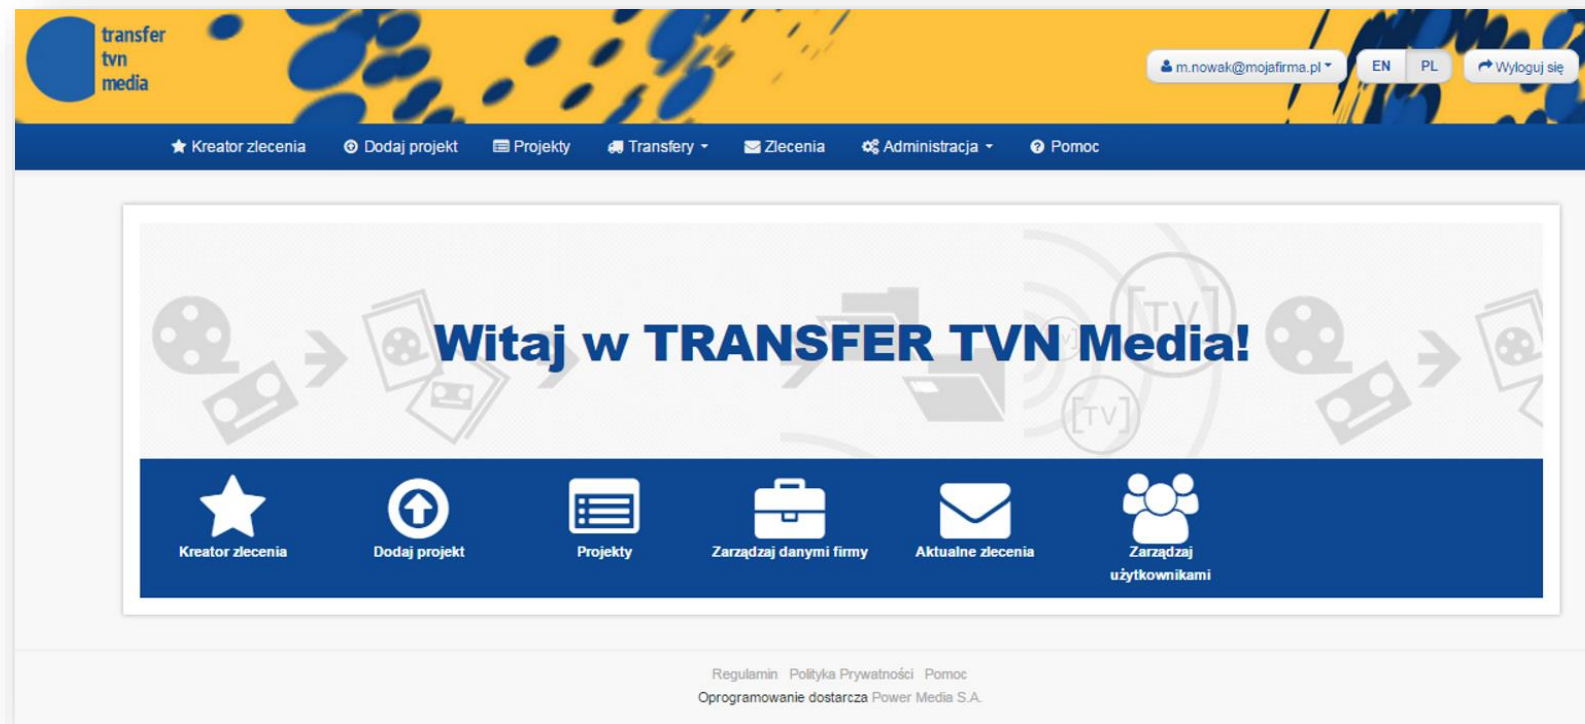 transfer
tvn
media
m.nowak@mojafirma.pl
EN PL
Wyloguj się
Kreator zlecenia Dodaj projekt Projekty Transfery Zlecenia Administracja Pomoc
[TV]
Witaj w TRANSFER TVN Media!
[TV]
Kreator zlecenia Dodaj projekt Projekty Zarządzaj danymi firmy Aktualne zlecenia Zarządzaj
użytkownikami
Regulamin Polityka Prywatności Pomoc
Oprogramowanie dostarcza Power Media S.A.